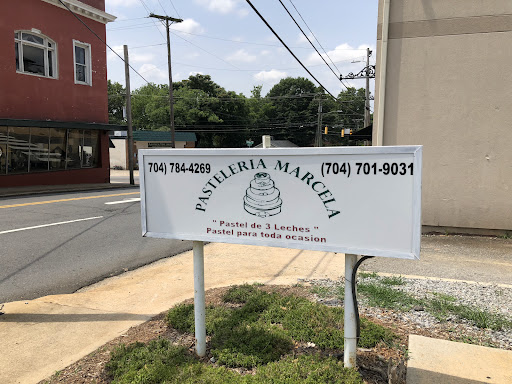 PASTELERIA MARCELA
(704) 784-4269
(704) 701-9031
" Pastel de 3 Leches "
Pastel para toda ocasion